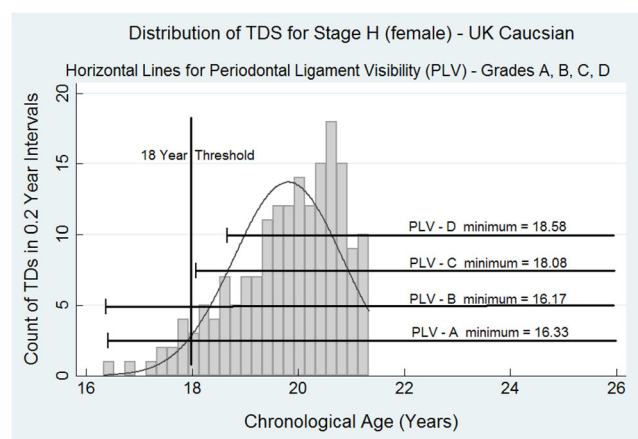 Distribution of TDS for Stage H (female) - UK Caucsian
Horizontal Lines for Periodontal Ligament Visibility (PLV) - Grades A, B, C, D
Count of TDs in 0.2 Year Intervals
20
15
10
5
0
18 Year Threshold
PLV - D minimum = 18.58
PLV - C minimum = 18.08
PLV - B minimum = 16.17
PLV - A minimum = 16.33
16 18 20 22 24 26
Chronological Age (Years)